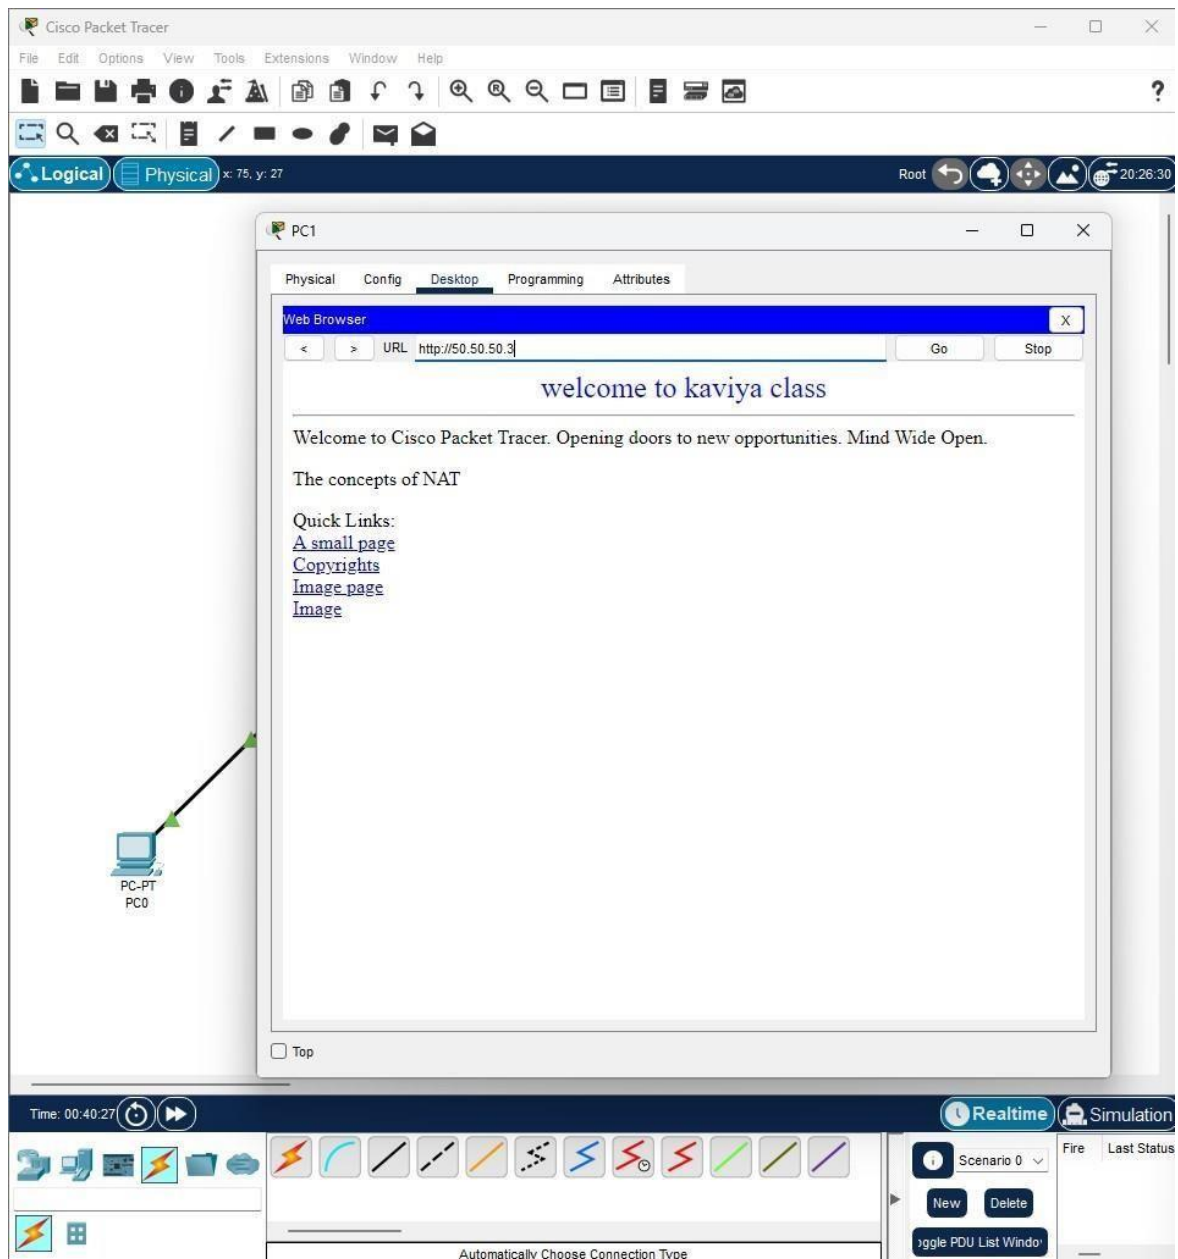 Cisco Packet Tracer
File Edit Options View Tools Extensions Window Help
?
Logical Physical x: 75, y: 27 Root 20:26:30
PC1
Physical Config Desktop Programming Attributes
Web Browser X
< > URL http://50.50.50.3 Go Stop
welcome to kaviya class
Welcome to Cisco Packet Tracer. Opening doors to new opportunities. Mind Wide Open.
The concepts of NAT
Quick Links:
A small page
Copyrights
Image page
Image
PC-PT
PC0
Top
Time: 00:40:27 Realtime Simulation
Scenario 0 Fire Last Status
New Delete
oggle PDU List Windo
Automatically Choose Connection Type